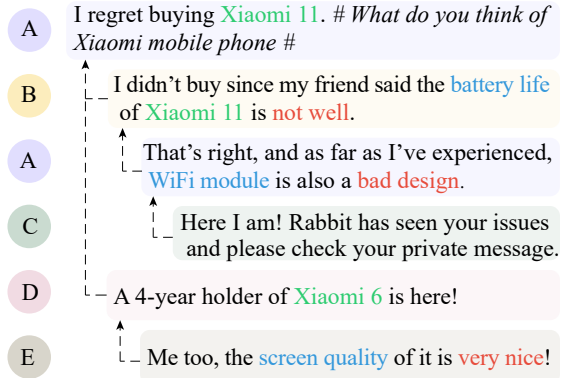 A
I regret buying Xiaomi 11. # What do you think of
Xiaomi mobile phone #
B
I didn't buy since my friend said the battery life
of Xiaomi 11 is not well.
A
That's right, and as far as I've experienced,
WiFi module is also a bad design.
C
Here I am! Rabbit has seen your issues
and please check your private message.
D
A 4-year holder of Xiaomi 6 is here!
E
Me too, the screen quality of it is very nice!